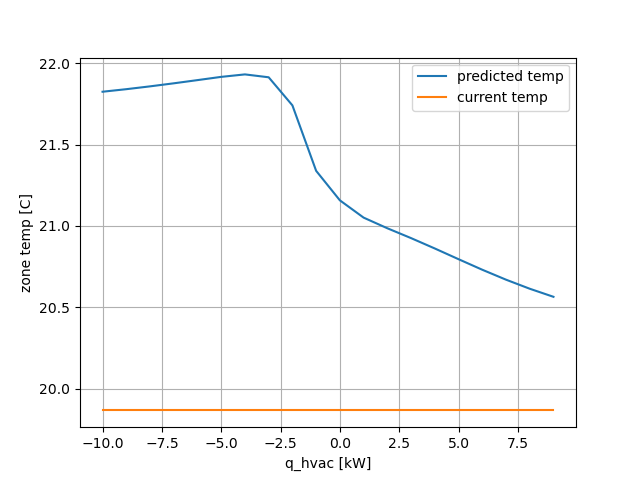 22.0
21.5
21.0
20.5
20.0
zone temp [C]
predicted temp
current temp
−10.0 −7.5 −5.0 −2.5 0.0 2.5 5.0 7.5
q_hvac [kW]